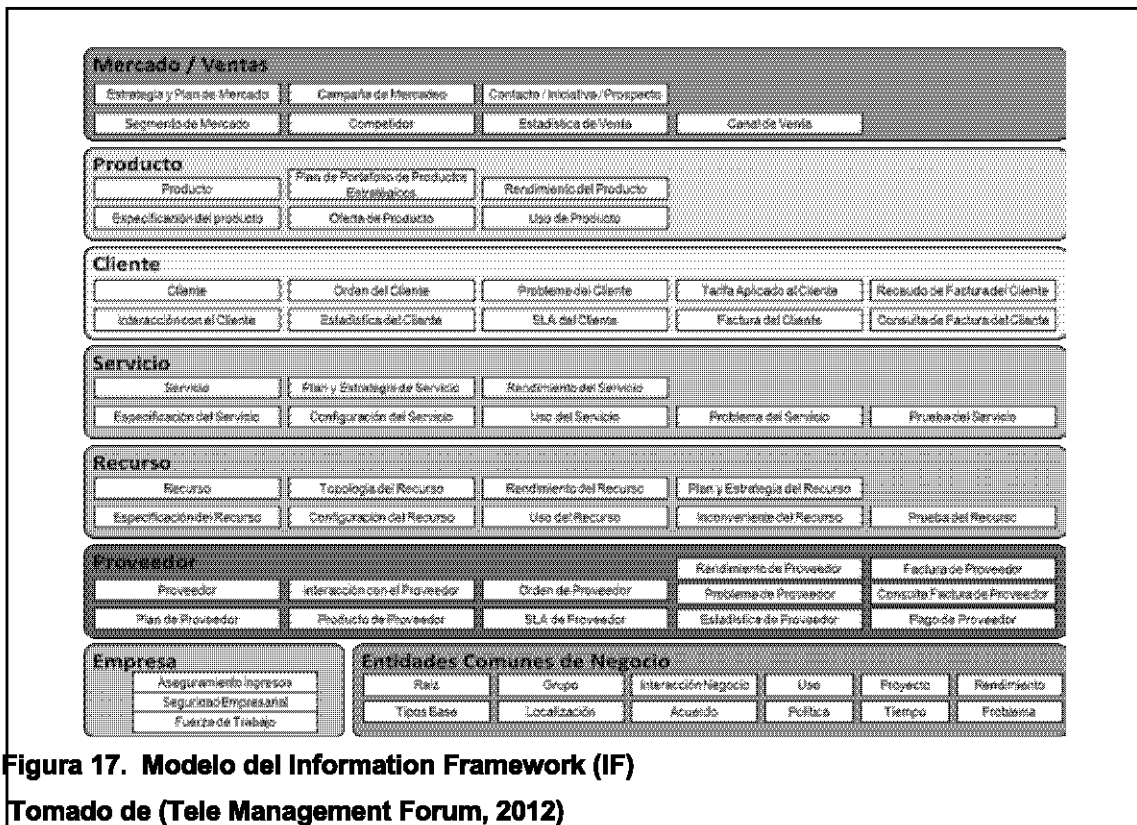 Mercado / Ventas
Estrategia y Plan de Mercado
Campaña de Mercadeo
Contacto / Iniciativa / Prospecto
Segmento de Mercado
Competidor
Estadística de Venta
Canal de Venta
Producto
Producto
Plan de Portafolio de Productos
Estratégicos
Rendimiento del Producto
Especificación del producto
Oferta de Producto
Uso de Producto
Cliente
Cliente
Orden del Cliente
Problema del Cliente
Tarifa Aplicado al Cliente
Recaudo de Factura del Cliente
Interacción con el Cliente
Estadística del Cliente
SLA del Cliente
Factura del Cliente
Consulta de Factura del Cliente
Servicio
Servicio
Plan y Estrategia de Servicio
Rendimiento del Servicio
Especificación del Servicio
Configuración del Servicio
Uso del Servicio
Problema del Servicio
Prueba del Servicio
Recurso
Recurso
Topología del Recurso
Rendimiento del Recurso
Plan y Estrategia del Recurso
Especificación del Recurso
Configuración del Recurso
Uso del Recurso
Inconveniente del Recurso
Prueba del Recurso
Proveedor
Rendimiento de Proveedor
Factura de Proveedor
Proveedor
Interacción con el Proveedor
Orden de Proveedor
Problema de Proveedor
Consulta Factura de Proveedor
Plan de Proveedor
Producto de Proveedor
SLA de Proveedor
Estadística de Proveedor
Pago de Proveedor
Empresa
Aseguramiento Ingresos
Seguridad Empresarial
Fuerza de Trabajo
Entidades Comunes de Negocio
Raíz
Grupo
Interacción Negocio
Uso
Proyecto
Rendimiento
Tipos Base
Localización
Acuerdo
Política
Tiempo
Problema
Figura 17. Modelo del Information Framework (IF)
Tomado de (Tele Management Forum, 2012)